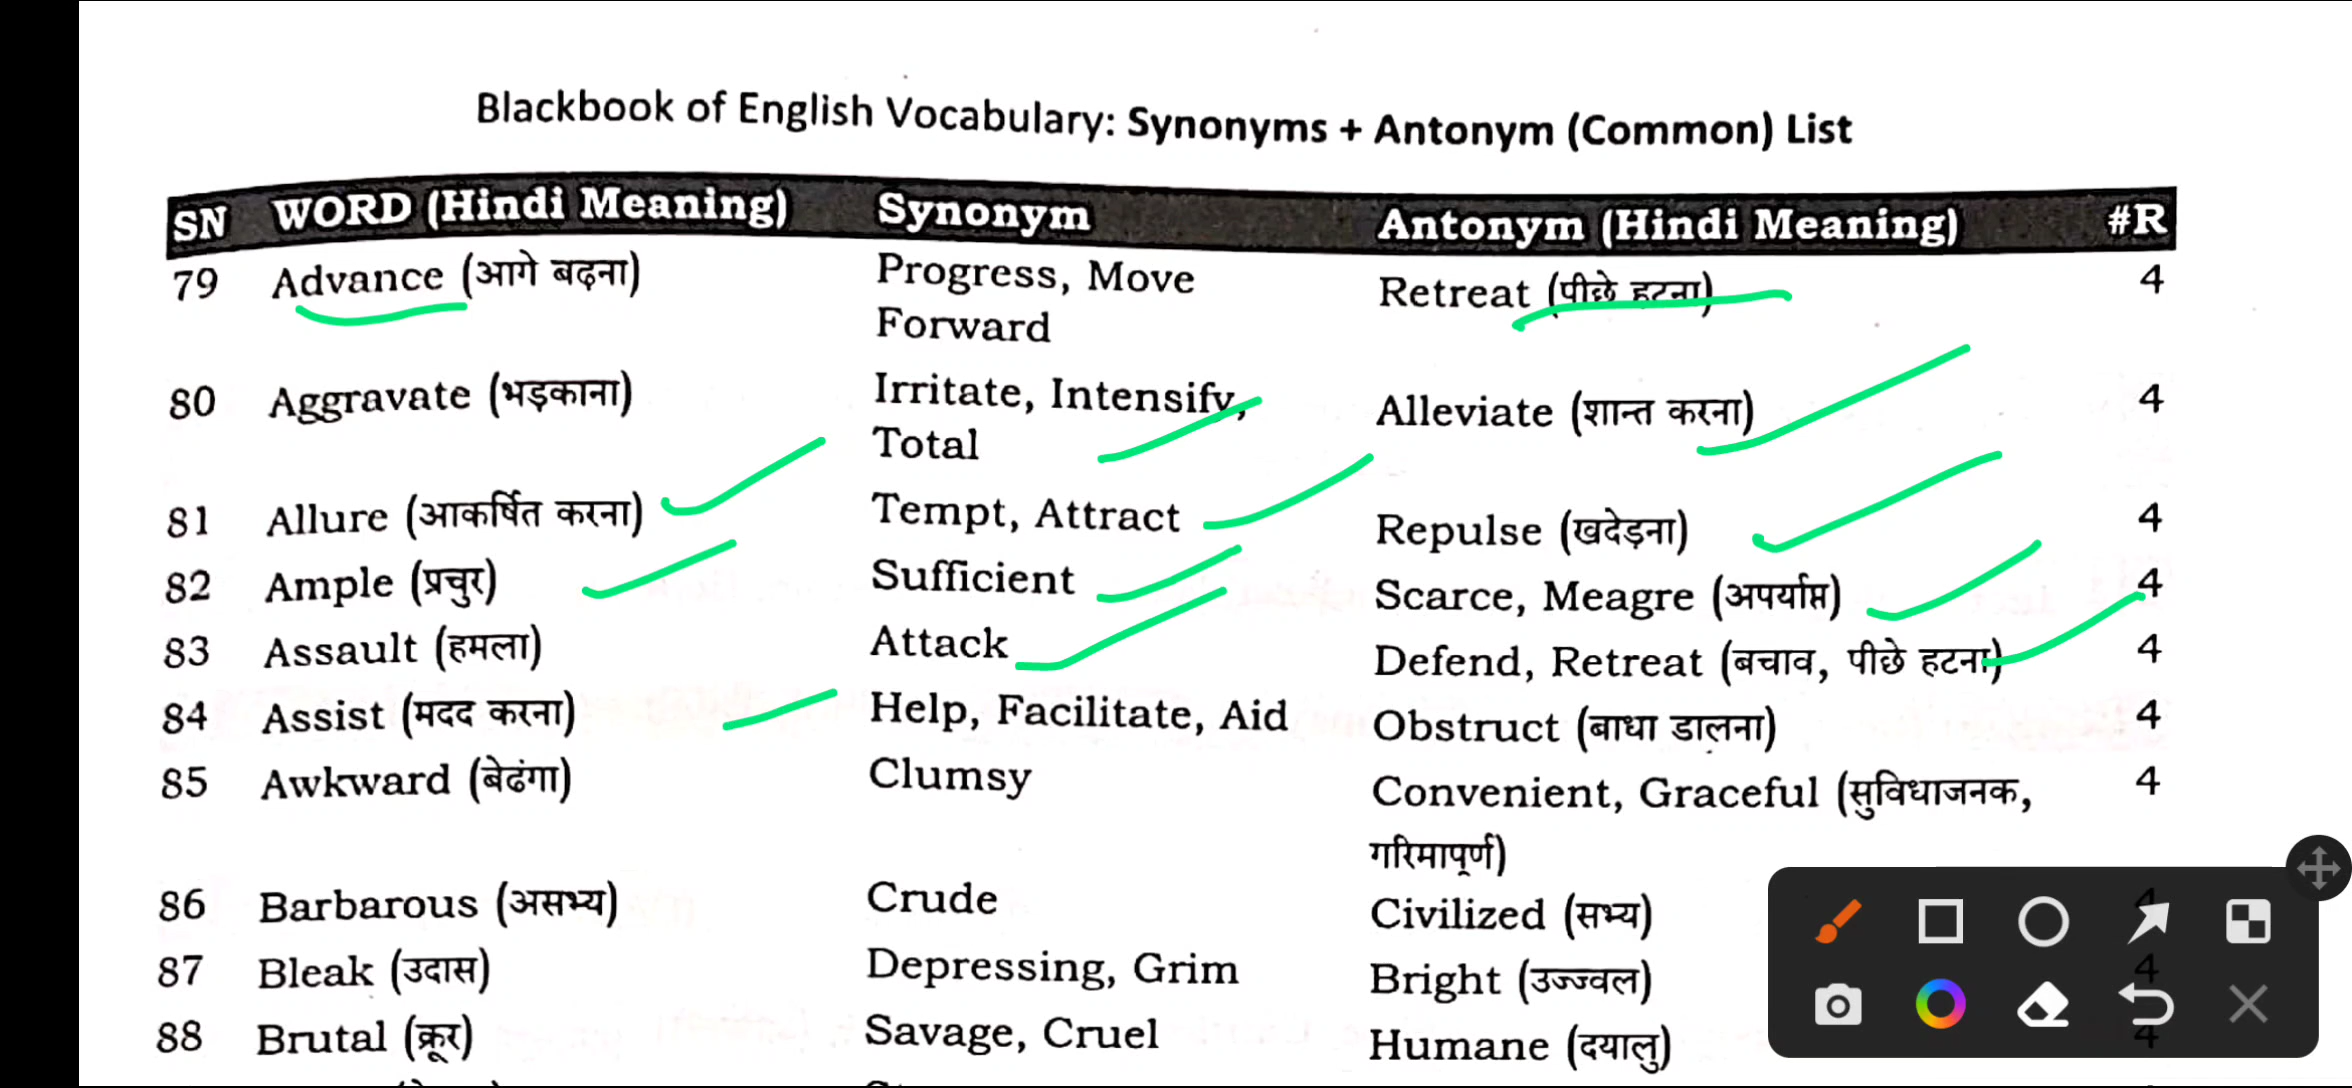 Blackbook of English Vocabulary: Synonyms + Antonym (Common) List
SN WORD (Hindi Meaning) Synonym Antonym (Hindi Meaning) #R
79 Advance (आगे बढ़ना) Progress, Move Retreat (पीछे हटना) 4
Forward
80 Aggravate (भड़काना) Irritate, Intensify, Alleviate (शान्त करना) 4
Total
81 Allure (आकर्षित करना) Tempt, Attract Repulse (खदेड़ना) 4
82 Ample (प्रचुर) Sufficient Scarce, Meagre (अपर्याप्त) 4
83 Assault (हमला) Attack Defend, Retreat (बचाव, पीछे हटना) 4
84 Assist (मदद करना) Help, Facilitate, Aid Obstruct (बाधा डालना) 4
85 Awkward (बेढंगा) Clumsy Convenient, Graceful (सुविधाजनक, 4
गरिमापूर्ण)
86 Barbarous (असभ्य) Crude Civilized (सभ्य) 4
87 Bleak (उदास) Depressing, Grim Bright (उज्ज्वल) 4
88 Brutal (क्रूर) Savage, Cruel Humane (दयालु) 4